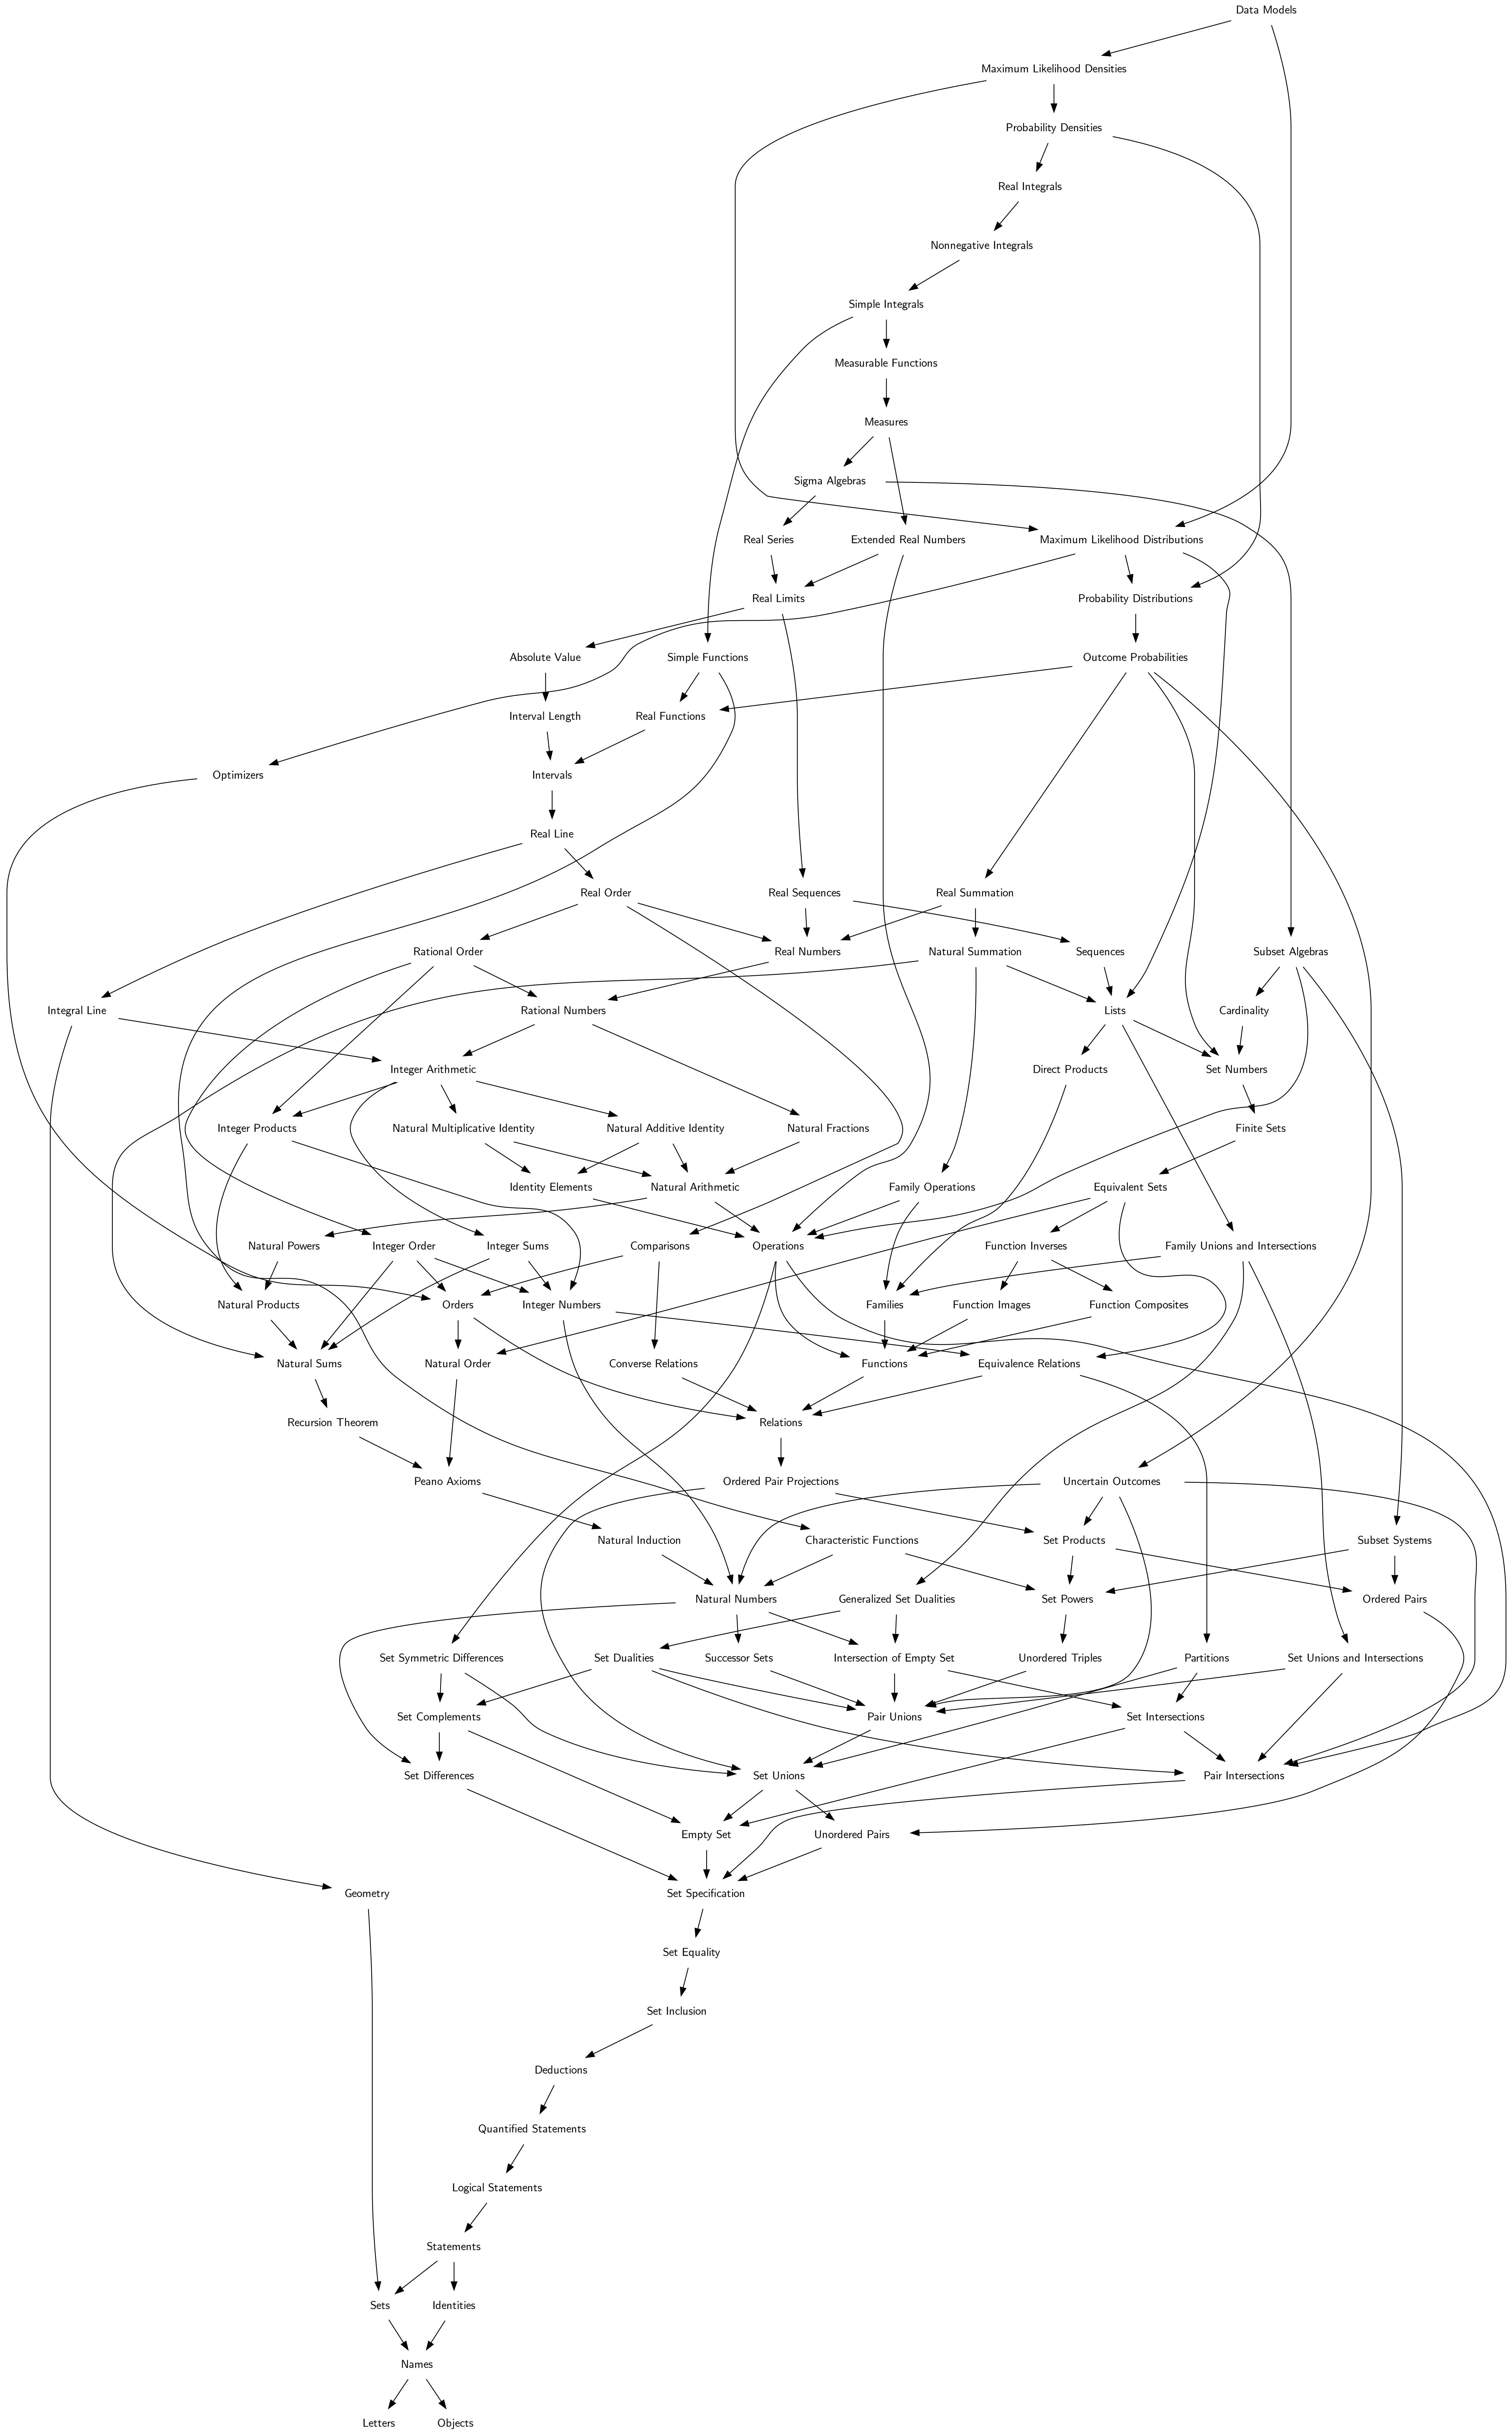 Data Models
Maximum Likelihood Densities
Probability Densities
Real Integrals
Nonnegative Integrals
Simple Integrals
Measurable Functions
Measures
Sigma Algebras
Real Series
Extended Real Numbers
Maximum Likelihood Distributions
Real Limits
Probability Distributions
Absolute Value
Simple Functions
Outcome Probabilities
Interval Length
Real Functions
Optimizers
Intervals
Real Line
Real Order
Real Sequences
Real Summation
Rational Order
Real Numbers
Natural Summation
Sequences
Subset Algebras
Integral Line
Rational Numbers
Lists
Cardinality
Integer Arithmetic
Direct Products
Set Numbers
Integer Products
Natural Multiplicative Identity
Natural Additive Identity
Natural Fractions
Finite Sets
Identity Elements
Natural Arithmetic
Family Operations
Equivalent Sets
Natural Powers
Integer Order
Integer Sums
Comparisons
Operations
Function Inverses
Family Unions and Intersections
Natural Products
Orders
Integer Numbers
Families
Function Images
Function Composites
Natural Sums
Natural Order
Converse Relations
Functions
Equivalence Relations
Recursion Theorem
Relations
Peano Axioms
Ordered Pair Projections
Uncertain Outcomes
Natural Induction
Characteristic Functions
Set Products
Subset Systems
Natural Numbers
Generalized Set Dualities
Set Powers
Ordered Pairs
Set Symmetric Differences
Set Dualities
Successor Sets
Intersection of Empty Set
Unordered Triples
Partitions
Set Unions and Intersections
Set Complements
Pair Unions
Set Intersections
Set Differences
Set Unions
Pair Intersections
Empty Set
Unordered Pairs
Geometry
Set Specification
Set Equality
Set Inclusion
Deductions
Quantified Statements
Logical Statements
Statements
Sets
Identities
Names
Letters
Objects